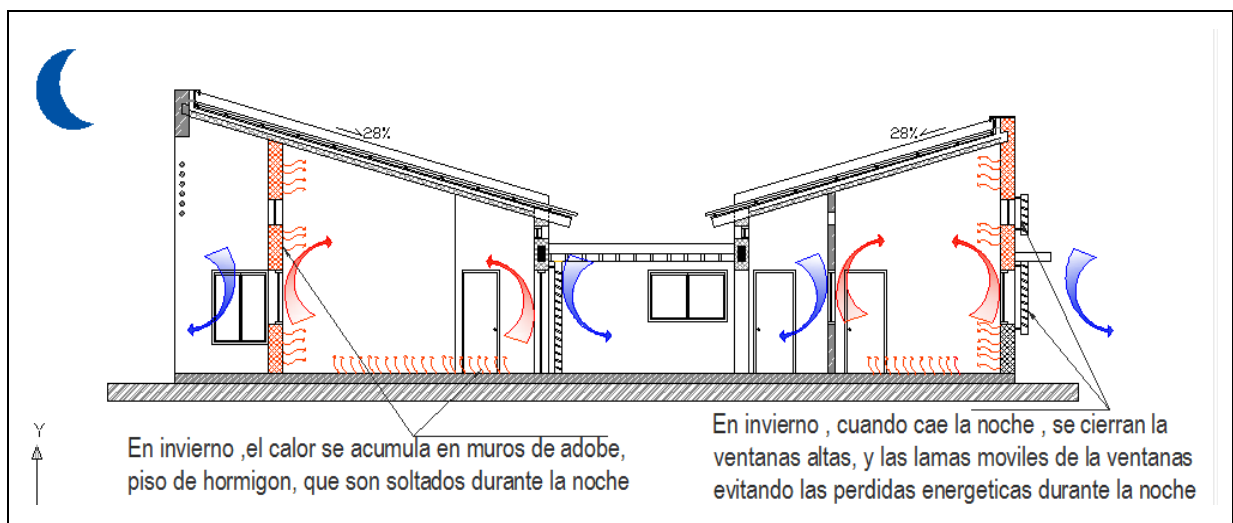 28%
28%
Y
En invierno ,el calor se acumula en muros de adobe,
piso de hormigon, que son soltados durante la noche
En invierno , cuando cae la noche , se cierran la
ventanas altas, y las lamas moviles de la ventanas
evitando las perdidas energeticas durante la noche